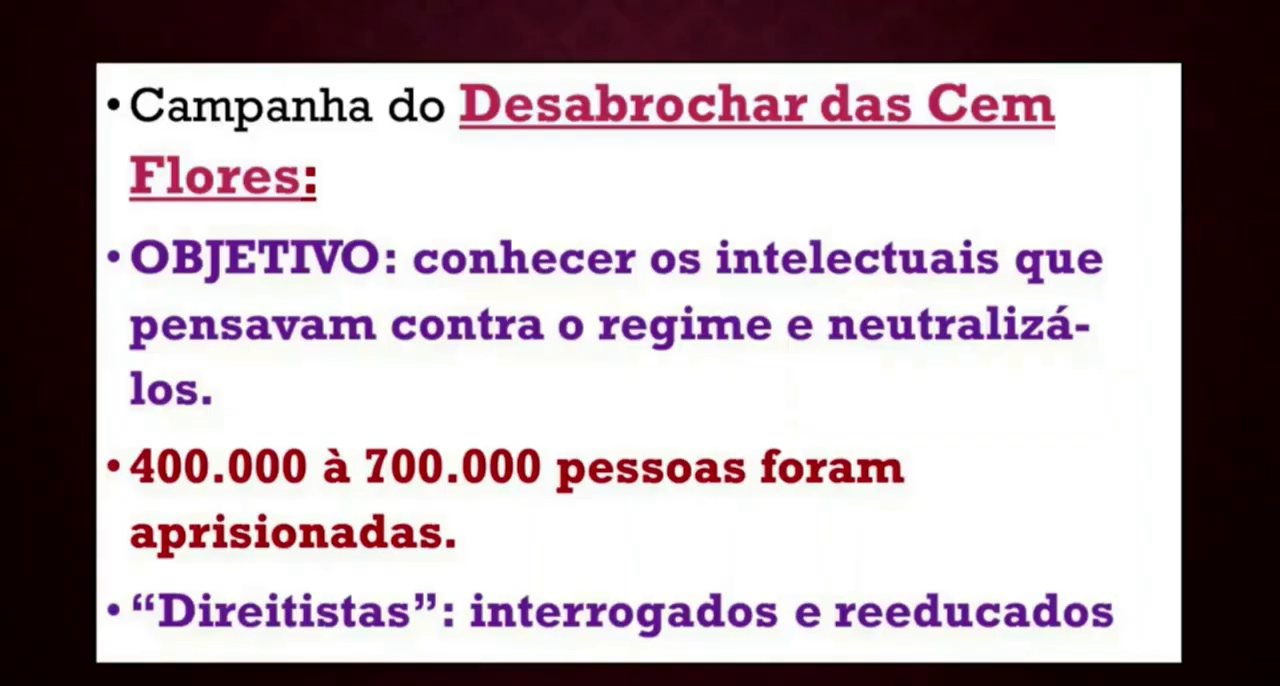 • Campanha do Desabrochar das Cem
Flores:
• OBJETIVO: conhecer os intelectuais que
pensavam contra o regime e neutralizá-
los.
• 400.000 à 700.000 pessoas foram
aprisionadas.
• “Direitistas”: interrogados e reeducados